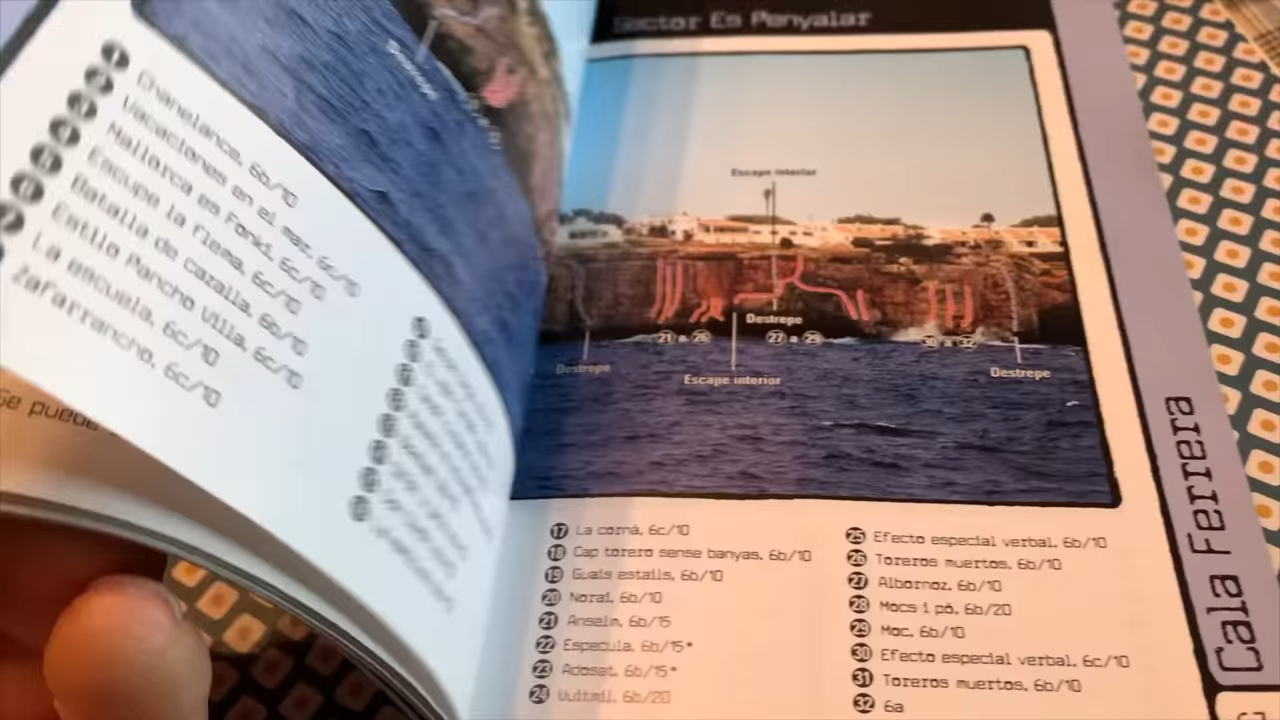 Chanelance, 6b/10
Vacaciones en el mar, 6c/10
Mallorca es Fonki, 6c/10
Escupe la flema, 6c/10
Batalla de cazalla, 6b/10
Estilo Pancho Villa, 6c/10
La escuela, 6c/10
Zafarrancho, 6c/10
Se puede
Sector Es Penyalar
Escape interior
Destrepe
21 a 26
27 a 29
30 a 32
Destrepe
Escape interior
Destrepe
17 La corná, 6c/10
18 Cap torero sense banyas, 6b/10
19 Guais estails, 6b/10
20 Norai, 6b/10
21 Anselm, 6b/15
22 Especula, 6b/15*
23 Adoset, 6b/15*
24 Vuitmil, 6b/20
25 Efecto especial verbal, 6b/10
26 Toreros muertos, 6b/10
27 Albornoz, 6b/10
28 Mocs i pà, 6b/20
29 Moc, 6b/10
30 Efecto especial verbal, 6c/10
31 Toreros muertos, 6b/10
32 6a
Cala Ferrera